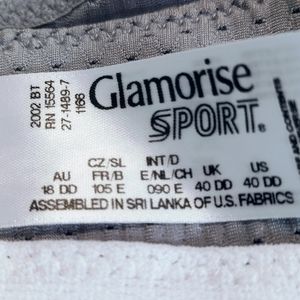 2002 BT
RN 15564
27-1489-7
1166
Glamorise
SPORT®
CZ/SL INT/D
AU FR/B E/NL/CH UK US
18 DD 105 E 090 E 40 DD 40 DD
ASSEMBLED IN SRI LANKA OF U.S. FABRICS